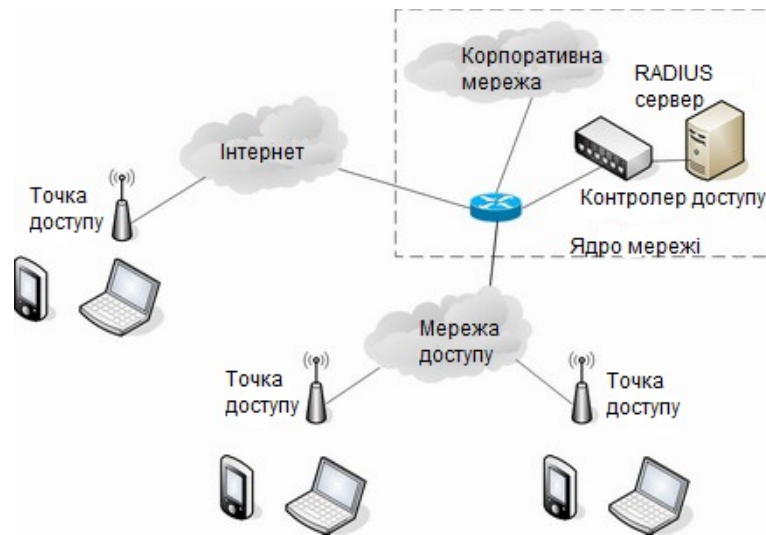 Корпоративна
мережа
RADIUS
сервер
Інтернет
Точка
доступу
Контролер доступу
Ядро мережі
Мережа
доступу
Точка
доступу
Точка
доступу